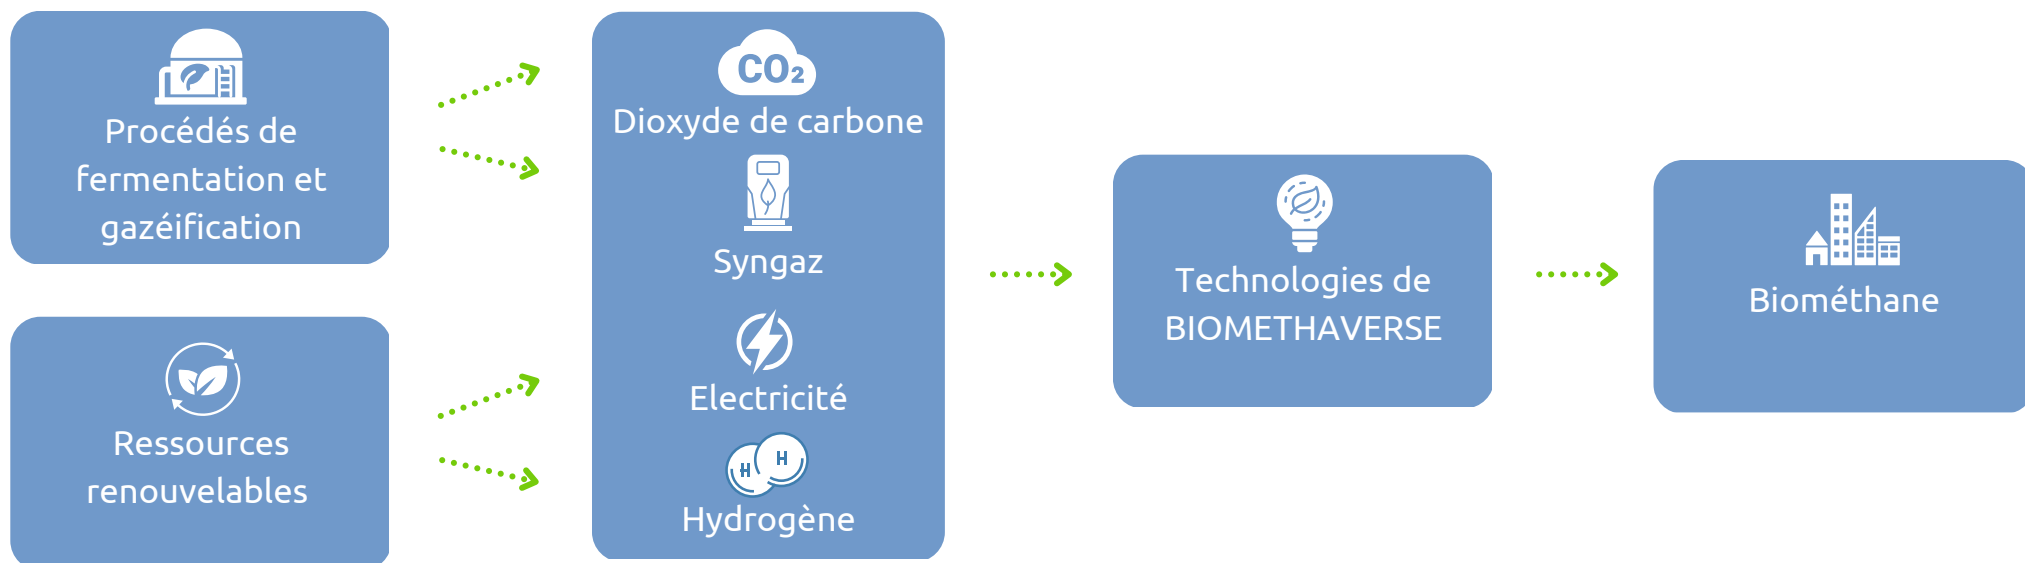 Procédés de
fermentation et
gazéification
Ressources
renouvelables
CO₂
Dioxyde de carbone
Syngaz
Electricité
H H
Hydrogène
Technologies de
BIOMETHAVERSE
Biométhane